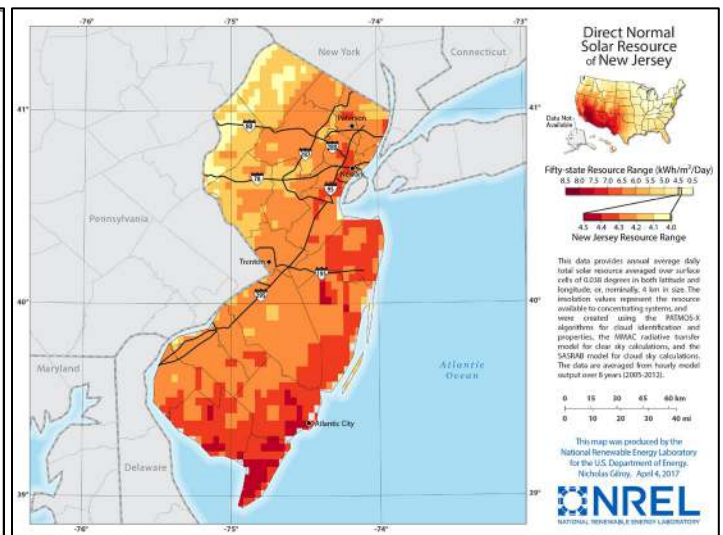 -76°
-75°
-74°
-73°
New York
Connecticut
Direct Normal
Solar Resource
of New Jersey
41°
41°
Data Not
Available
Paterson
80
287
280
78
Newark
95
Fifty-state Resource Range (kWh/m²/Day)
8.5 8.0 7.5 7.0 6.5 6.0 5.5 5.0 4.5 0.5
4.5 4.4 4.3 4.2 4.1 4.0
New Jersey Resource Range
Pennsylvania
Trenton
195
295
40°
40°
This data provides annual average daily
total solar resource averaged over surface
cells of 0.038 degrees in both latitude and
longitude, or, nominally, 4 km in size. The
insolation values represent the resource
available to concentrating systems, and
were created using the PATMOS-X
algorithms for cloud identification and
properties, the MMAC radiative transfer
model for clear sky calculations, and the
SASRAB model for cloud sky calculations.
The data are averaged from hourly model
output over 8 years (2005-2012).
Maryland
Atlantic
Ocean
0 15 30 45 60 km
0 10 20 30 40 mi
Atlantic City
Delaware
This map was produced by the
National Renewable Energy Laboratory
for the U.S. Department of Energy.
Nicholas Gilroy, April 4, 2017
39°
39°
NREL
NATIONAL RENEWABLE ENERGY LABORATORY
-76°
-75°
-74°